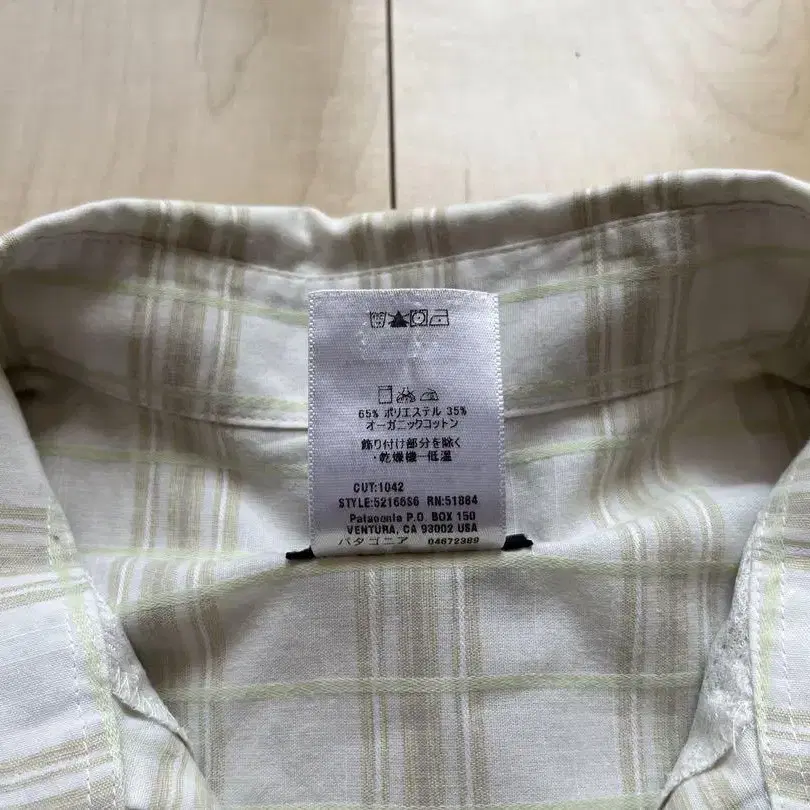 65% ポリエステル 35%
オーガニックコットン
飾り付け部分を除く
・乾燥機一低温
CUT:1042
STYLE:52166S6 RN:51884
Patagonia P.O. BOX 150
VENTURA, CA 93002 USA
パタゴニア 04672389